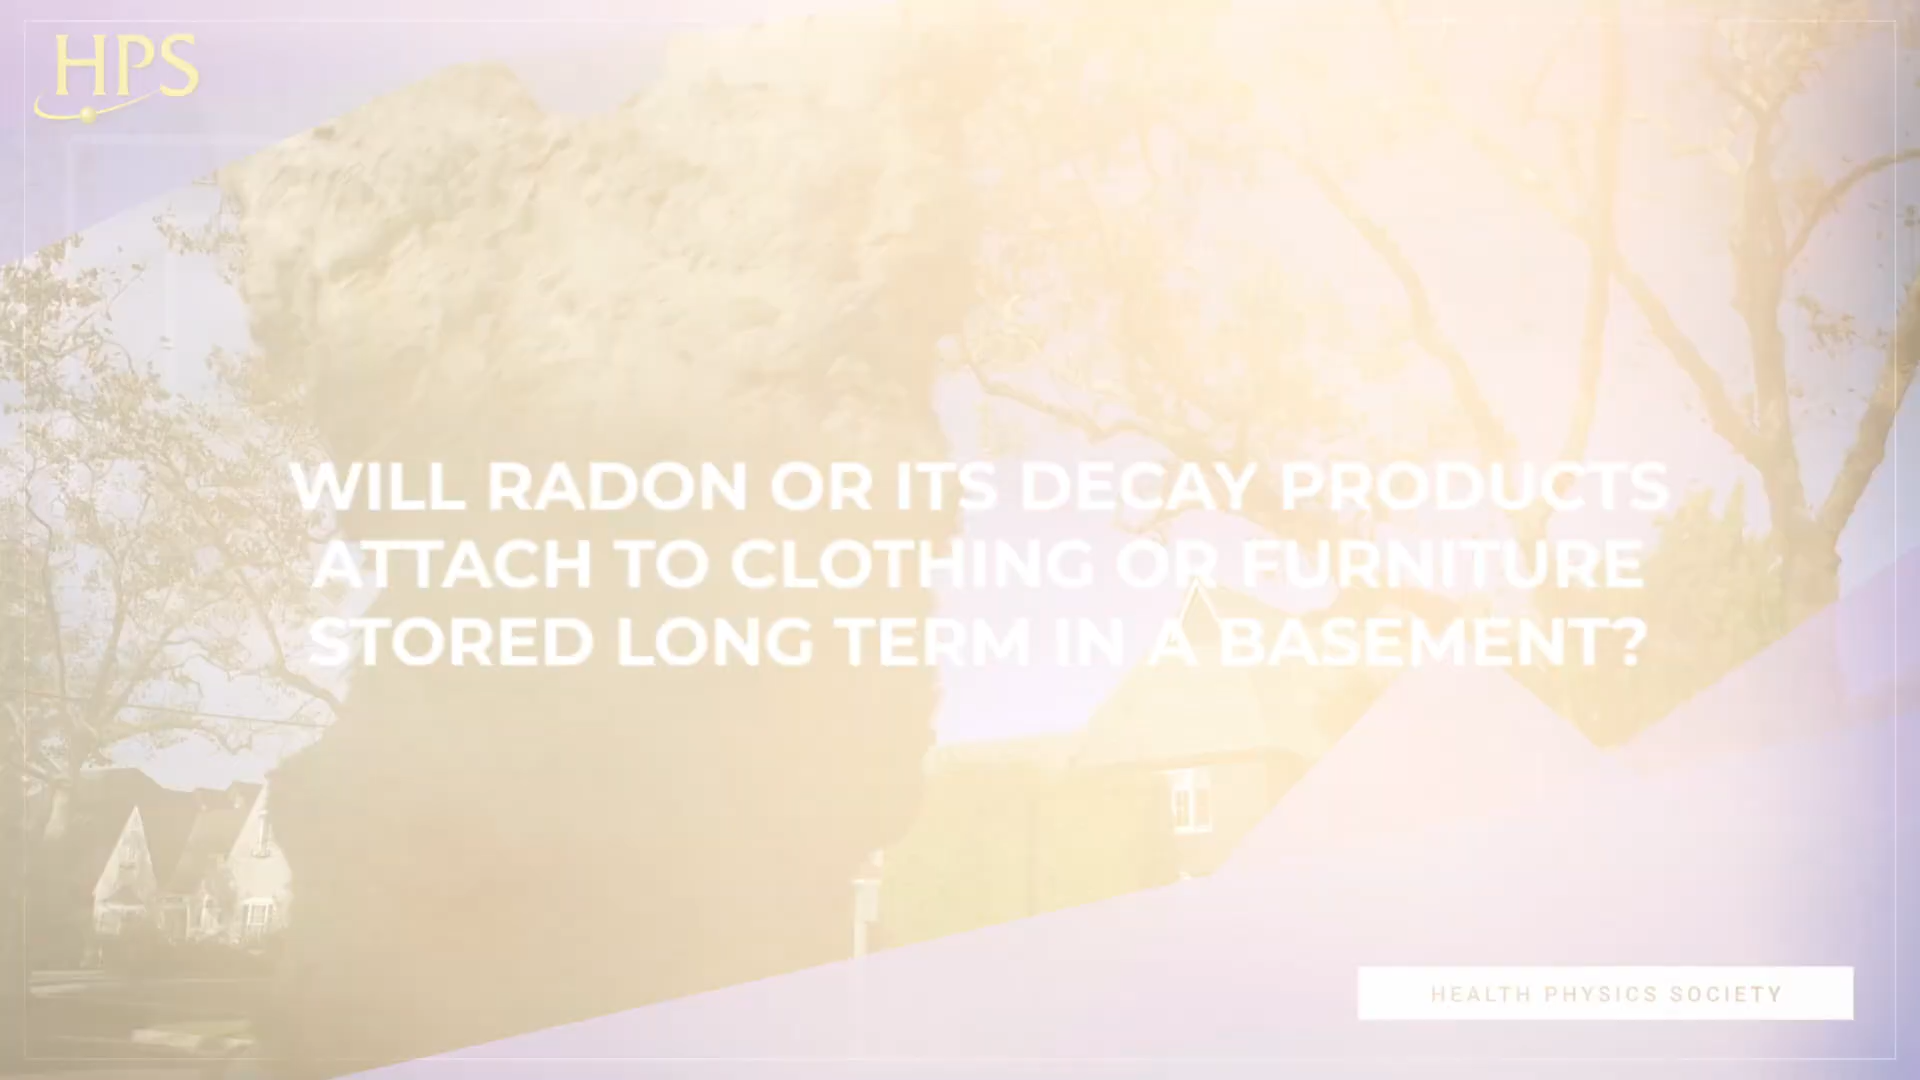 HPS
WILL RADON OR ITS DECAY PRODUCTS
ATTACH TO CLOTHING OR FURNITURE
STORED LONG TERM IN A BASEMENT?
HEALTH PHYSICS SOCIETY